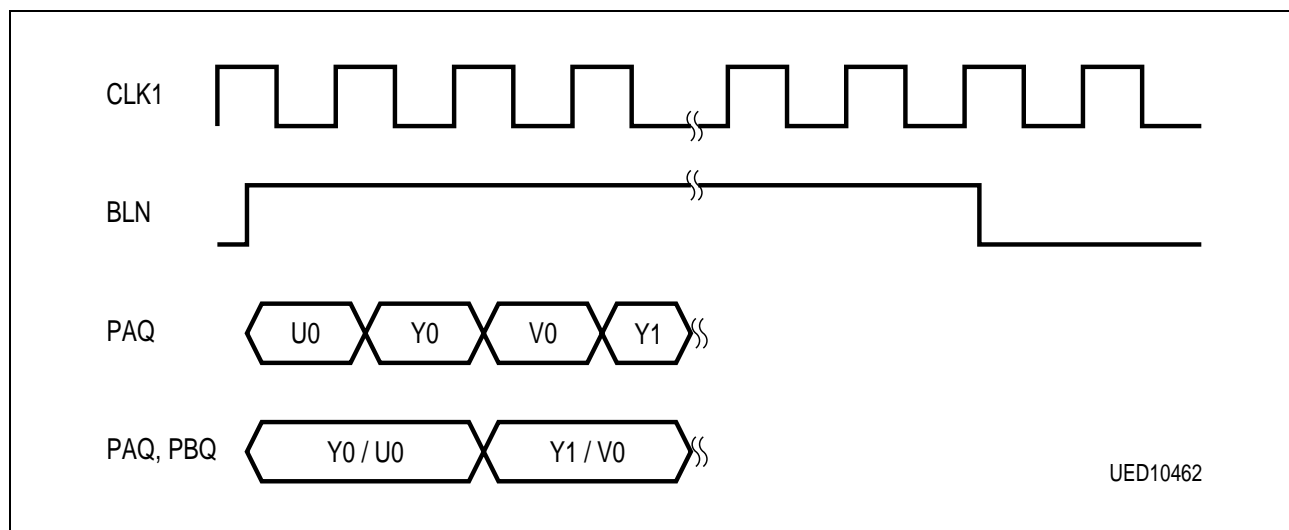 CLK1
BLN
PAQ
U0
Y0
V0
Y1
PAQ, PBQ
Y0 / U0
Y1 / V0
UED10462